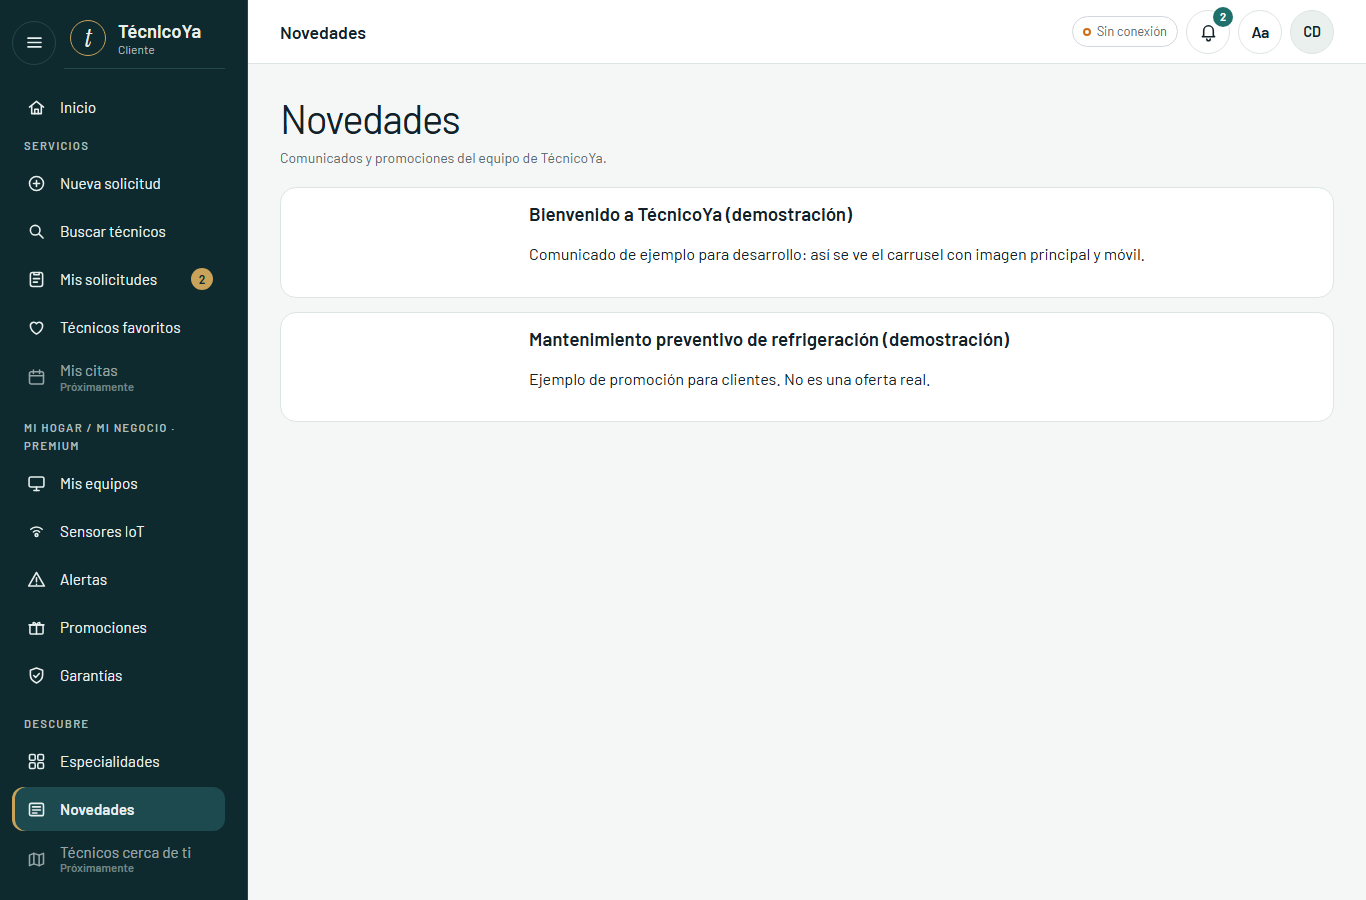 TécnicoYa
Cliente
Inicio
SERVICIOS
Nueva solicitud
Buscar técnicos
Mis solicitudes 2
Técnicos favoritos
Mis citas
Próximamente
MI HOGAR / MI NEGOCIO ·
PREMIUM
Mis equipos
Sensores IoT
Alertas
Promociones
Garantías
DESCUBRE
Especialidades
Novedades
Técnicos cerca de ti
Próximamente
Novedades
Sin conexión
2
Aa
CD
Novedades
Comunicados y promociones del equipo de TécnicoYa.
Bienvenido a TécnicoYa (demostración)
Comunicado de ejemplo para desarrollo: así se ve el carrusel con imagen principal y móvil.
Mantenimiento preventivo de refrigeración (demostración)
Ejemplo de promoción para clientes. No es una oferta real.